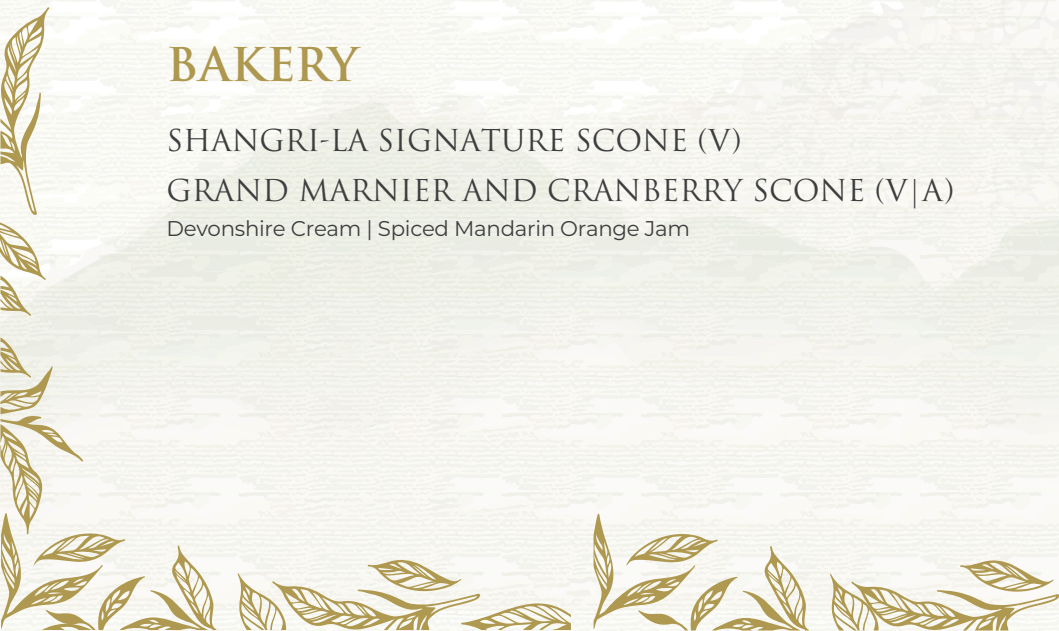 BAKERY
SHANGRI-LA SIGNATURE SCONE (V)
GRAND MARNIER AND CRANBERRY SCONE (V|A)
Devonshire Cream | Spiced Mandarin Orange Jam